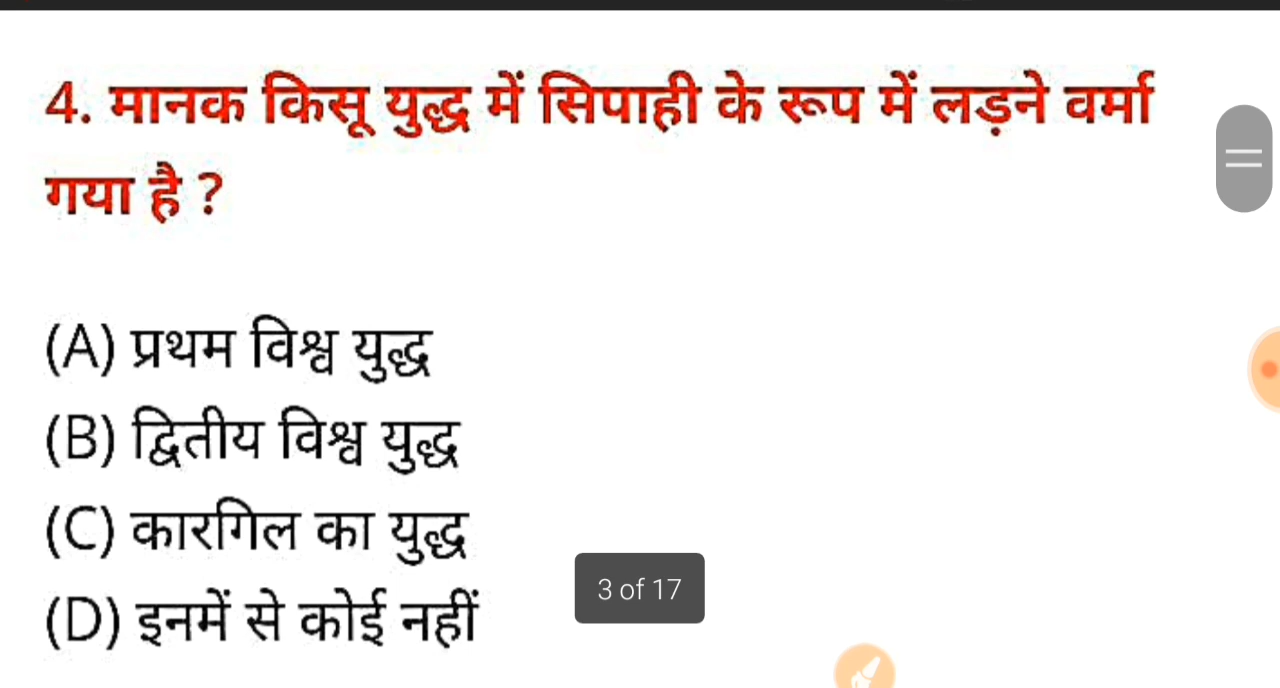 4. मानक किसू युद्ध में सिपाही के रूप में लड़ने वर्मा
गया है ?
(A) प्रथम विश्व युद्ध
(B) द्वितीय विश्व युद्ध
(C) कारगिल का युद्ध
(D) इनमें से कोई नहीं
3 of 17